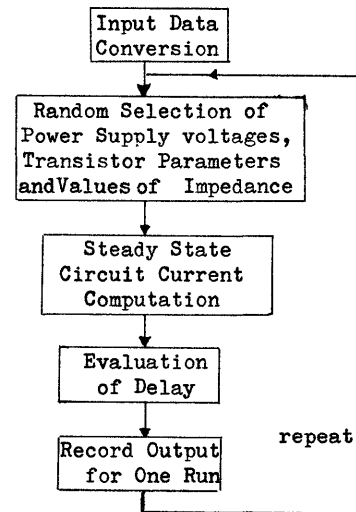 Input Data
Conversion
Random Selection of
Power Supply voltages,
Transistor Parameters
andValues of Impedance
Steady State
Circuit Current
Computation
Evaluation
of Delay
repeat
Record Output
for One Run